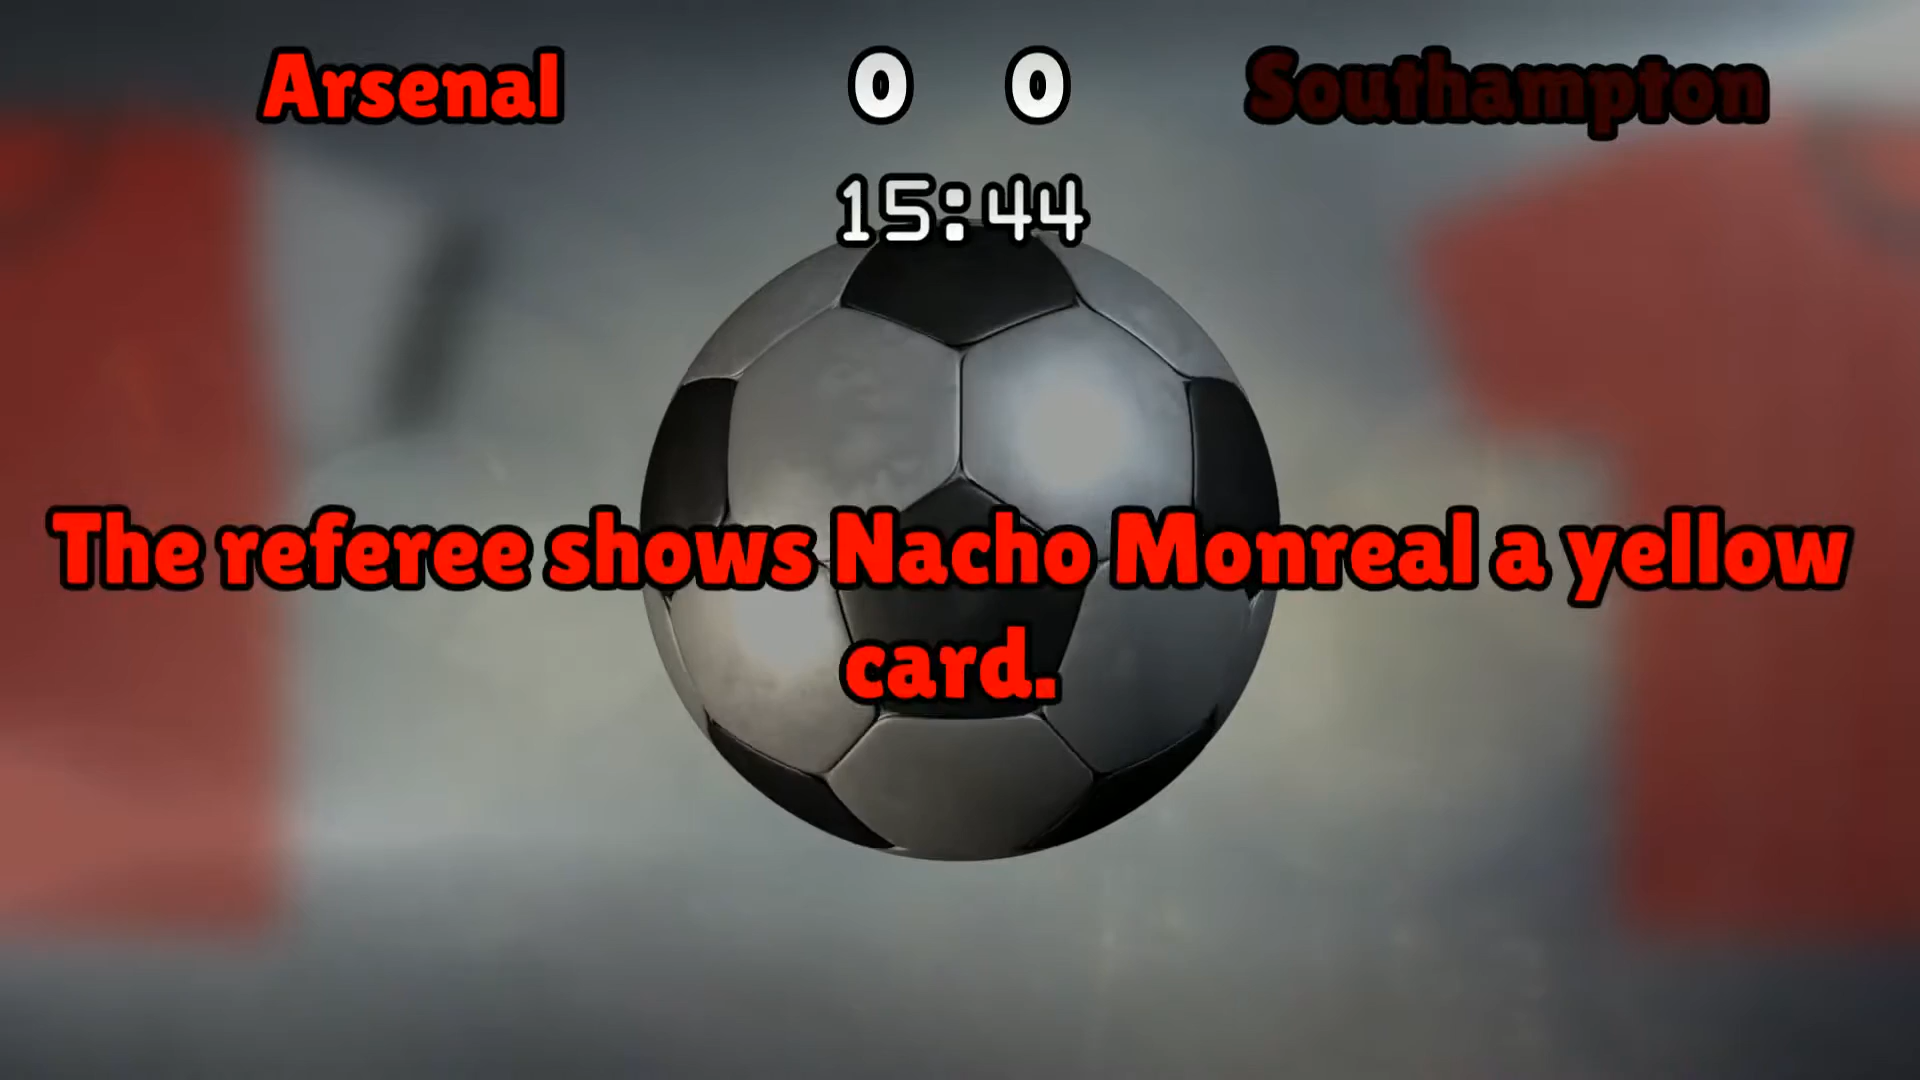 Arsenal 0 0 Southampton
15:44
The referee shows Nacho Monreal a yellow
card.